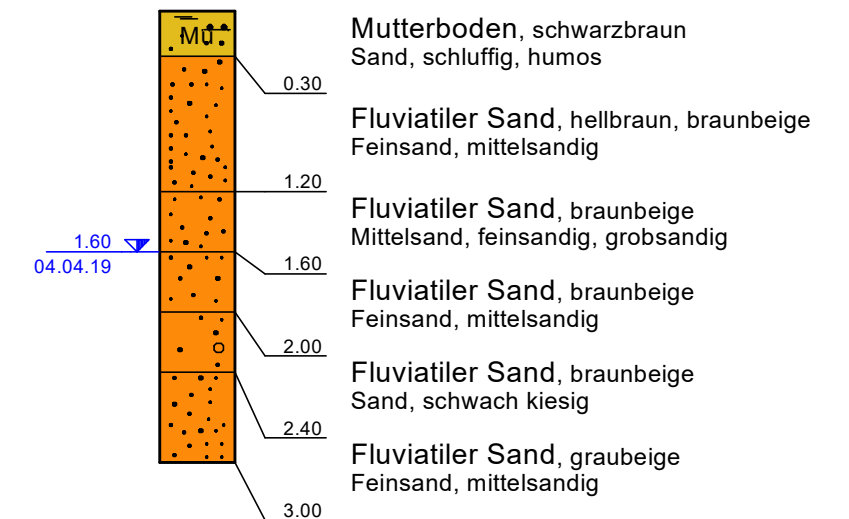 Mu
Mutterboden, schwarzbraun
Sand, schluffig, humos
0.30
Fluviatiler Sand, hellbraun, braunbeige
Feinsand, mittelsandig
1.20
Fluviatiler Sand, braunbeige
Mittelsand, feinsandig, grobsandig
1.60
04.04.19
1.60
Fluviatiler Sand, braunbeige
Feinsand, mittelsandig
2.00
Fluviatiler Sand, braunbeige
Sand, schwach kiesig
2.40
Fluviatiler Sand, graubeige
Feinsand, mittelsandig
3.00